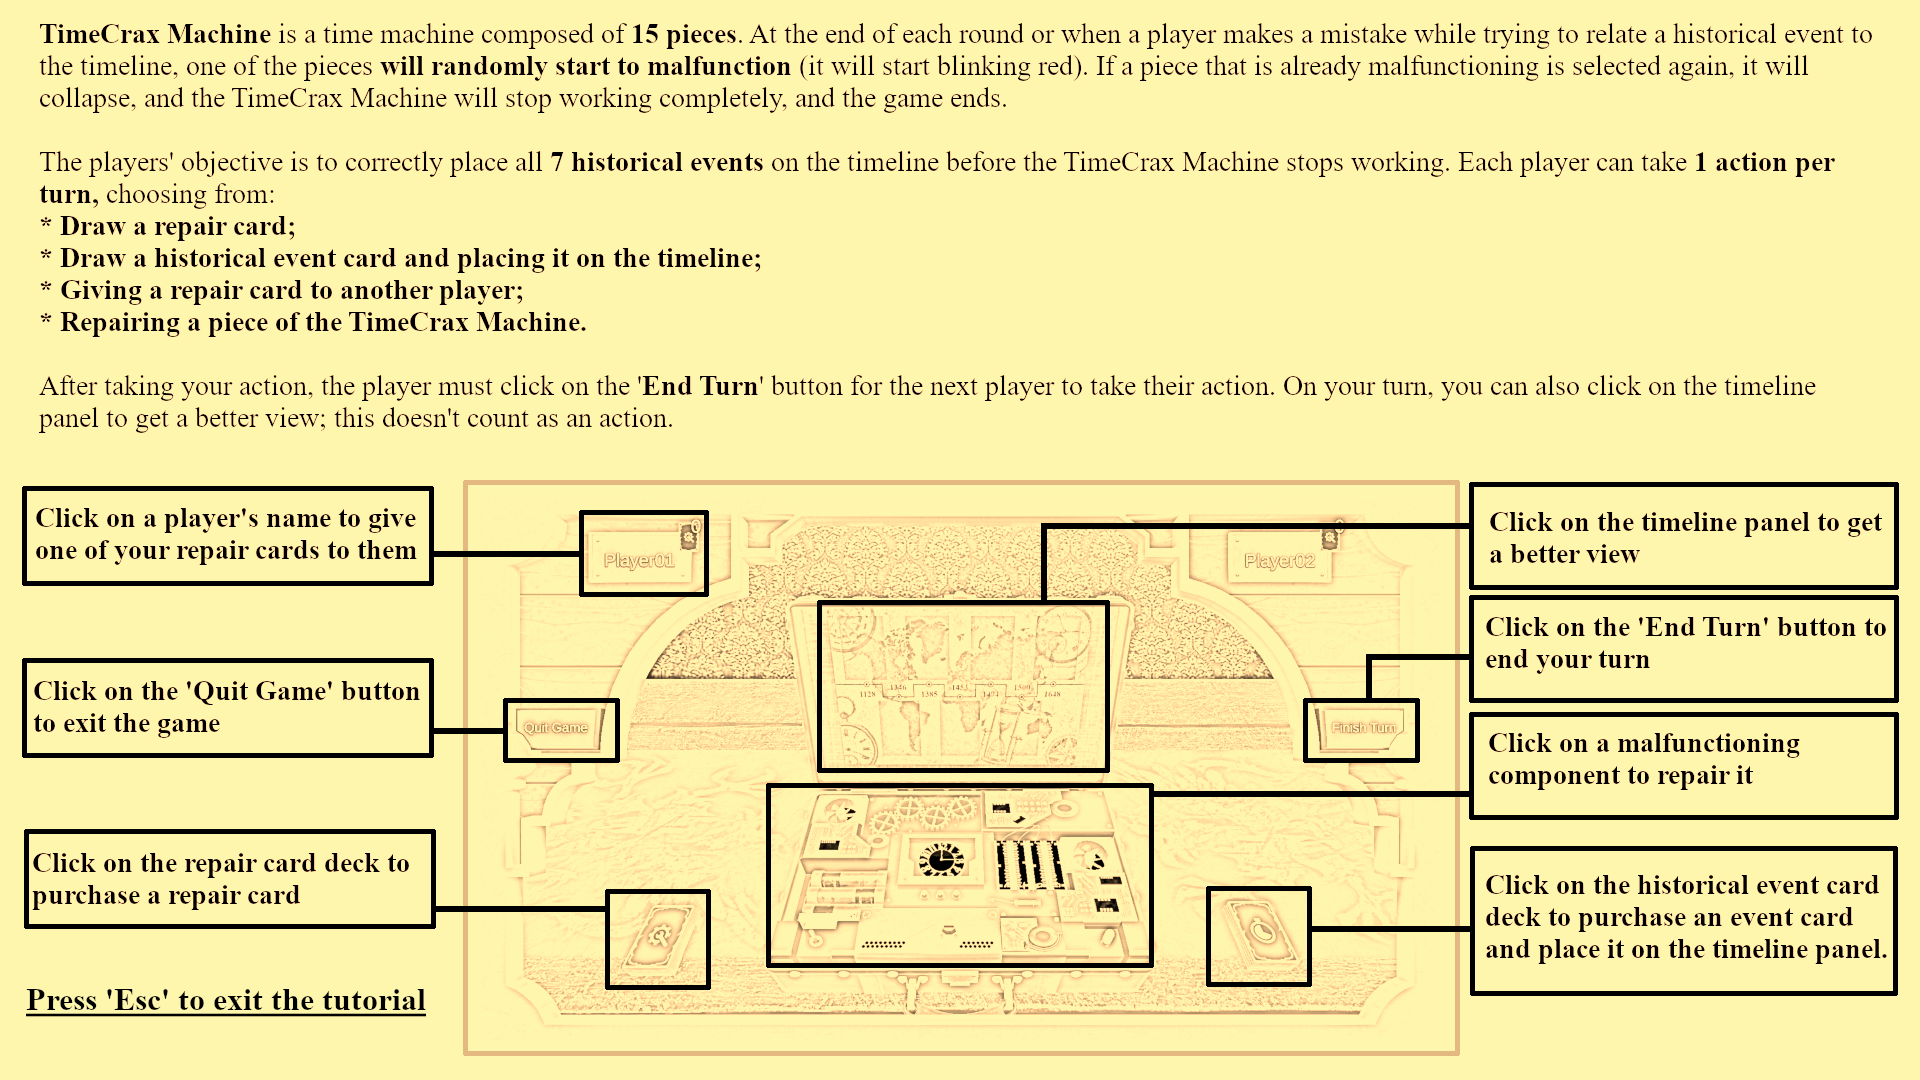 TimeCrax Machine is a time machine composed of 15 pieces. At the end of each round or when a player makes a mistake while trying to relate a historical event to
the timeline, one of the pieces will randomly start to malfunction (it will start blinking red). If a piece that is already malfunctioning is selected again, it will
collapse, and the TimeCrax Machine will stop working completely, and the game ends.
The players' objective is to correctly place all 7 historical events on the timeline before the TimeCrax Machine stops working. Each player can take 1 action per
turn, choosing from:
* Draw a repair card;
* Draw a historical event card and placing it on the timeline;
* Giving a repair card to another player;
* Repairing a piece of the TimeCrax Machine.
After taking your action, the player must click on the 'End Turn' button for the next player to take their action. On your turn, you can also click on the timeline
panel to get a better view; this doesn't count as an action.
Click on a player's name to give
one of your repair cards to them
Click on the 'Quit Game' button
to exit the game
Click on the repair card deck to
purchase a repair card
Press 'Esc' to exit the tutorial
Player01
Player02
1128 1346 1385 1453 1500 1648
Quit Game
Finish Turn
Click on the timeline panel to get
a better view
Click on the 'End Turn' button to
end your turn
Click on a malfunctioning
component to repair it
Click on the historical event card
deck to purchase an event card
and place it on the timeline panel.